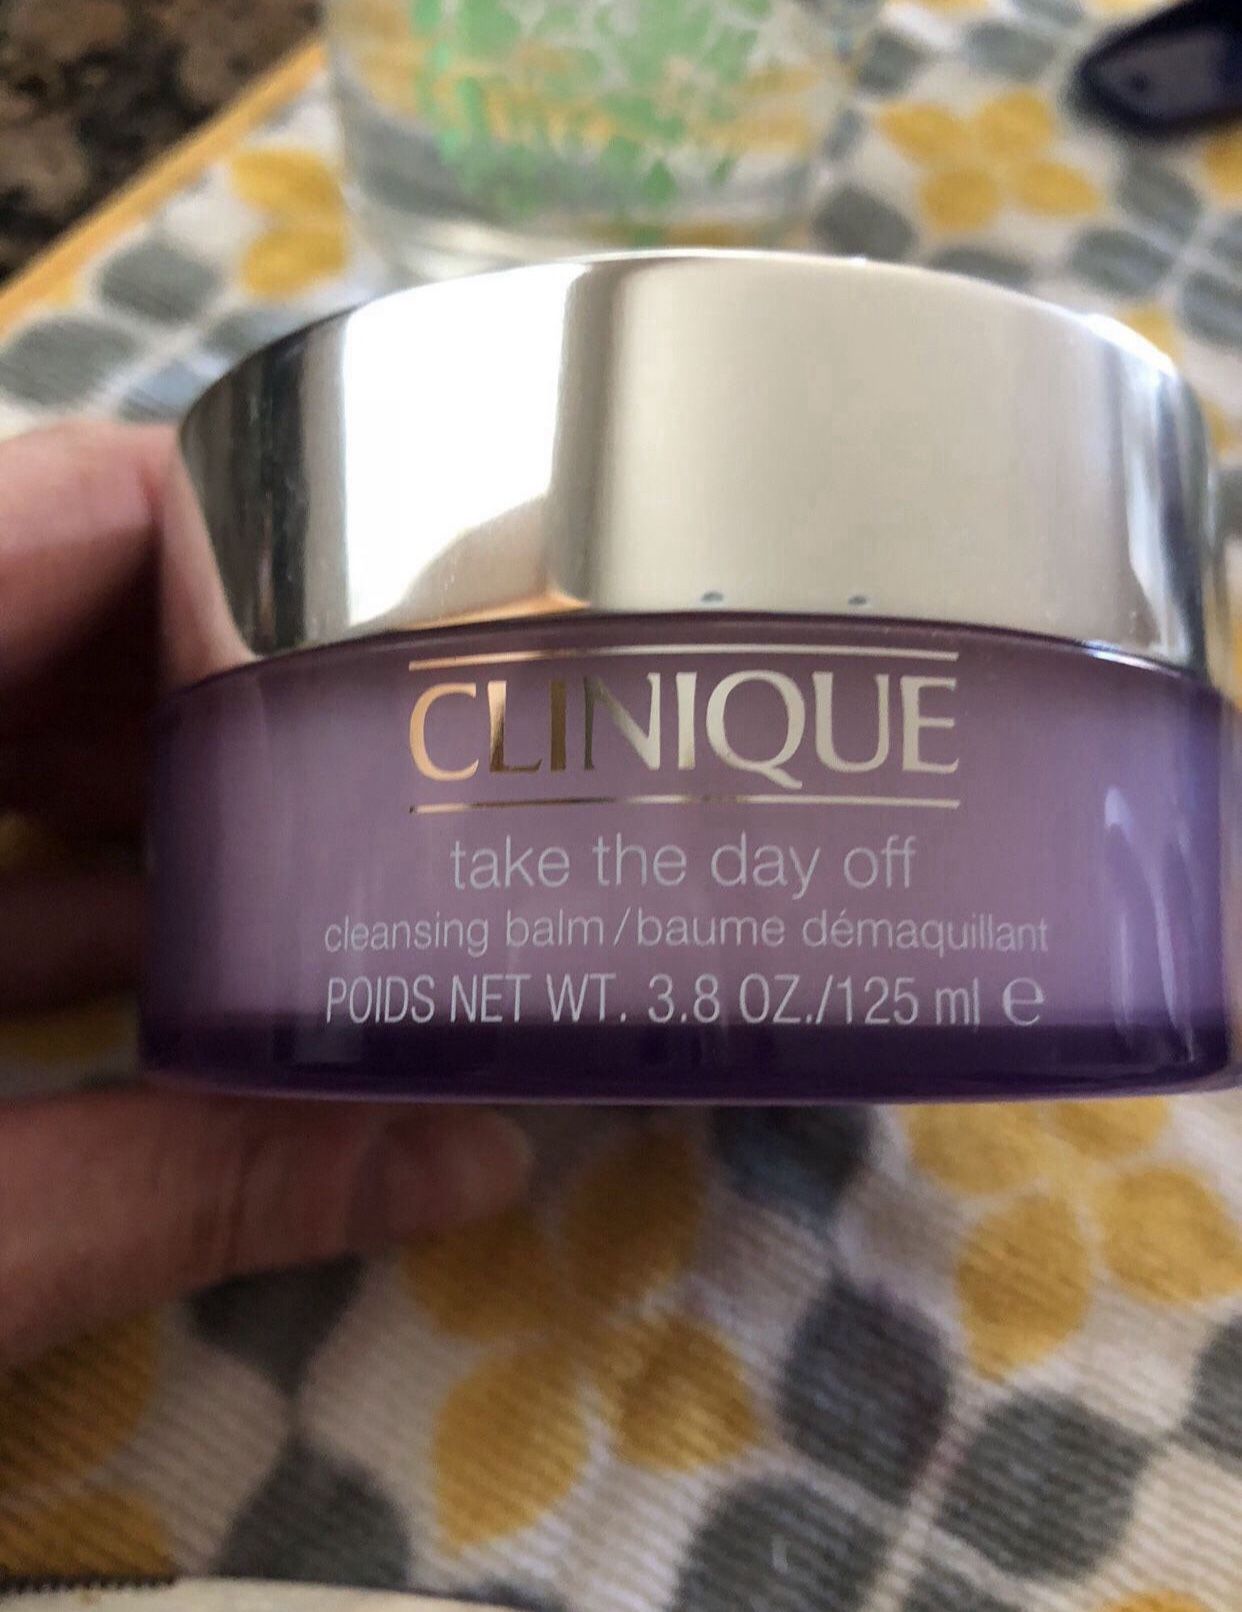 CLINIQUE
take the day off
cleansing balm/baume démaquillant
POIDS NET WT. 3.8 OZ./125 ml ℮